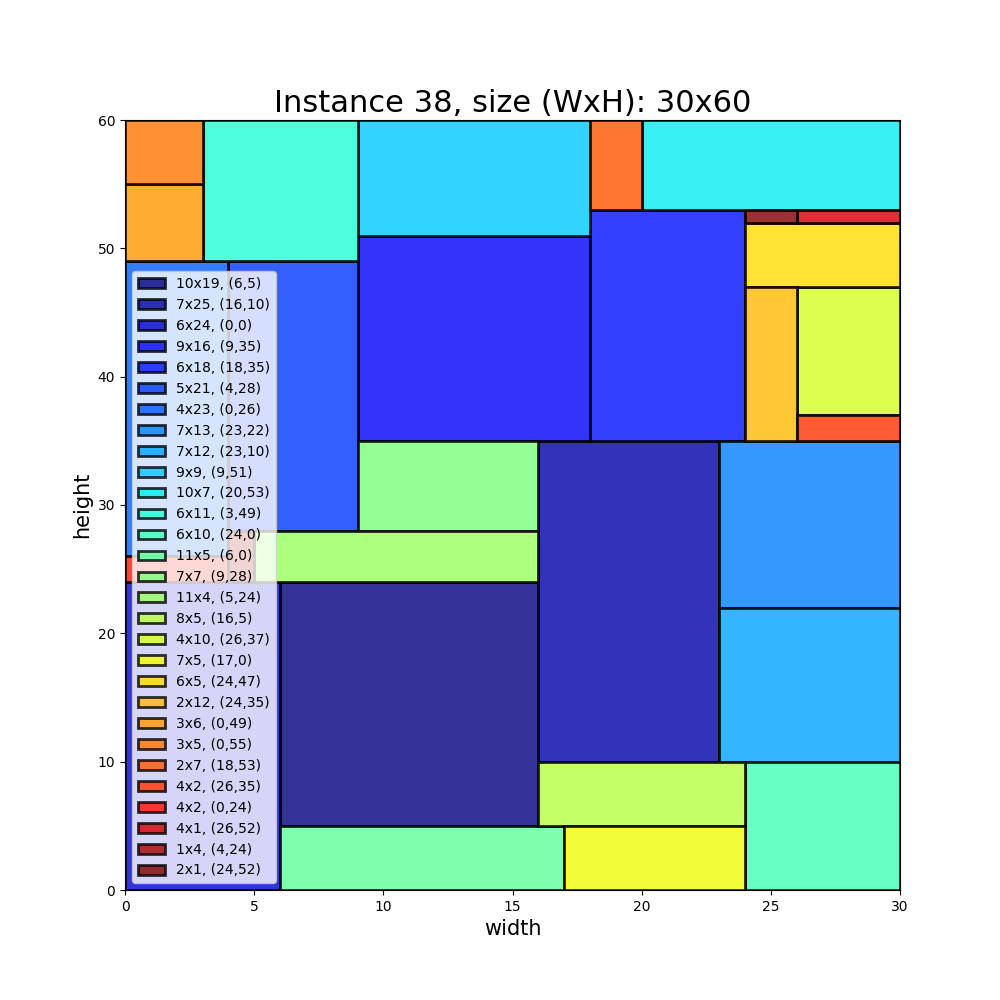 Instance 38, size (WxH): 30x60
60
50
40
30
20
10
0
height
10x19, (6,5)
7x25, (16,10)
6x24, (0,0)
9x16, (9,35)
6x18, (18,35)
5x21, (4,28)
4x23, (0,26)
7x13, (23,22)
7x12, (23,10)
9x9, (9,51)
10x7, (20,53)
6x11, (3,49)
6x10, (24,0)
11x5, (6,0)
7x7, (9,28)
11x4, (5,24)
8x5, (16,5)
4x10, (26,37)
7x5, (17,0)
6x5, (24,47)
2x12, (24,35)
3x6, (0,49)
3x5, (0,55)
2x7, (18,53)
4x2, (26,35)
4x2, (0,24)
4x1, (26,52)
1x4, (4,24)
2x1, (24,52)
0 5 10 15 20 25 30
width